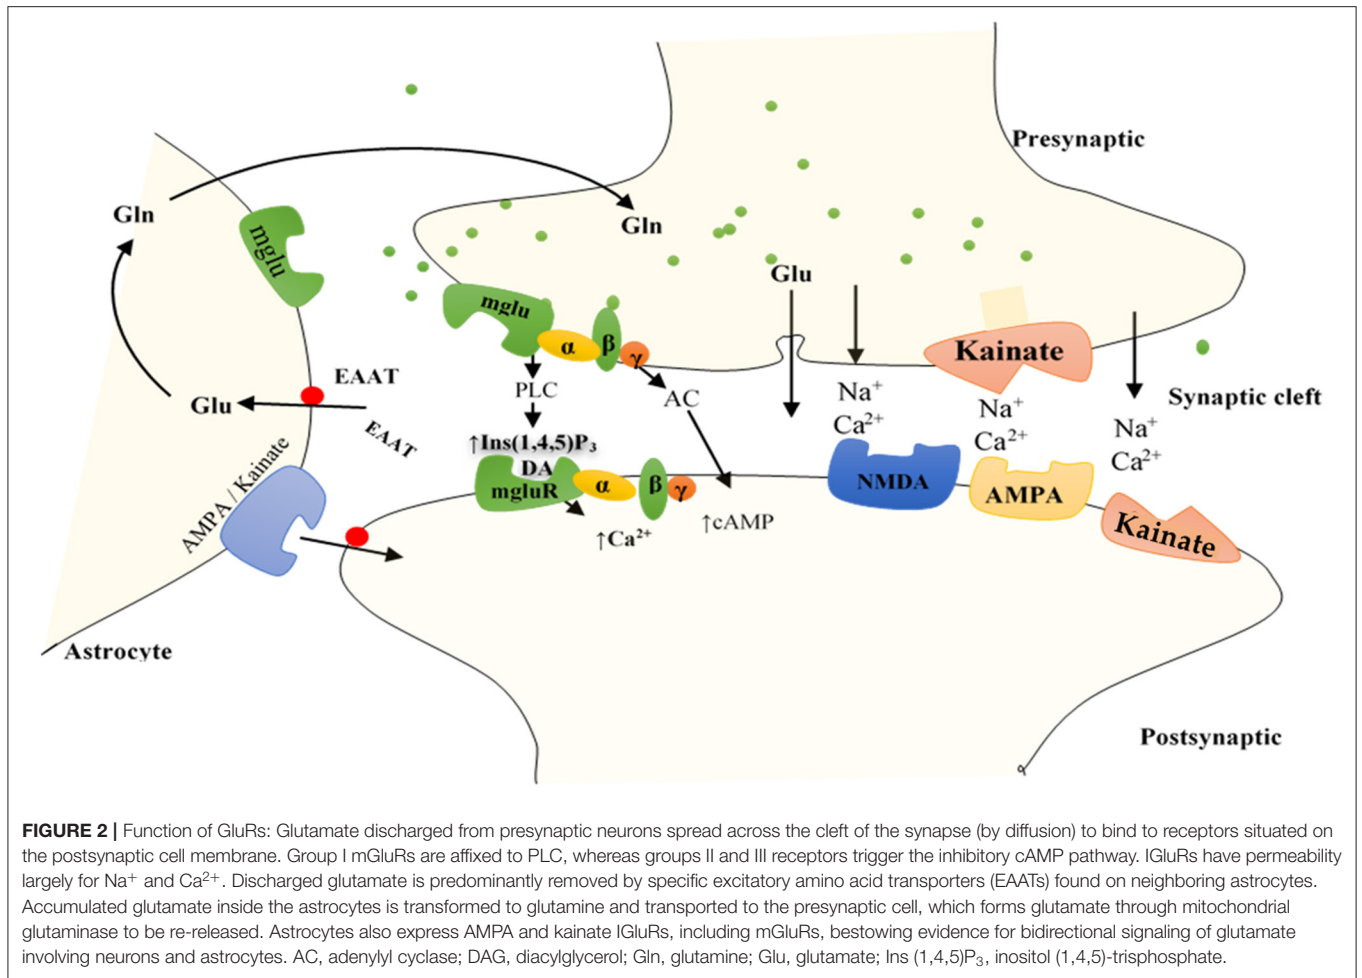 Presynaptic
Gln
Gln
mglu
Glu
mglu
α
β
γ
Kainate
EAAT
PLC
AC
Na⁺
Ca²⁺
Na⁺
Ca²⁺
Synaptic cleft
Na⁺
Ca²⁺
Glu
EAAT
↑Ins(1,4,5)P₃
DA
mgluR
α
β
γ
NMDA
AMPA
Kainate
AMPA / Kainate
↑Ca²⁺
↑cAMP
Astrocyte
Postsynaptic
FIGURE 2 | Function of GluRs: Glutamate discharged from presynaptic neurons spread across the cleft of the synapse (by diffusion) to bind to receptors situated on
the postsynaptic cell membrane. Group I mGluRs are affixed to PLC, whereas groups II and III receptors trigger the inhibitory cAMP pathway. IGluRs have permeability
largely for Na⁺ and Ca²⁺. Discharged glutamate is predominantly removed by specific excitatory amino acid transporters (EAATs) found on neighboring astrocytes.
Accumulated glutamate inside the astrocytes is transformed to glutamine and transported to the presynaptic cell, which forms glutamate through mitochondrial
glutaminase to be re-released. Astrocytes also express AMPA and kainate IGluRs, including mGluRs, bestowing evidence for bidirectional signaling of glutamate
involving neurons and astrocytes. AC, adenylyl cyclase; DAG, diacylglycerol; Gln, glutamine; Glu, glutamate; Ins (1,4,5)P₃, inositol (1,4,5)-trisphosphate.